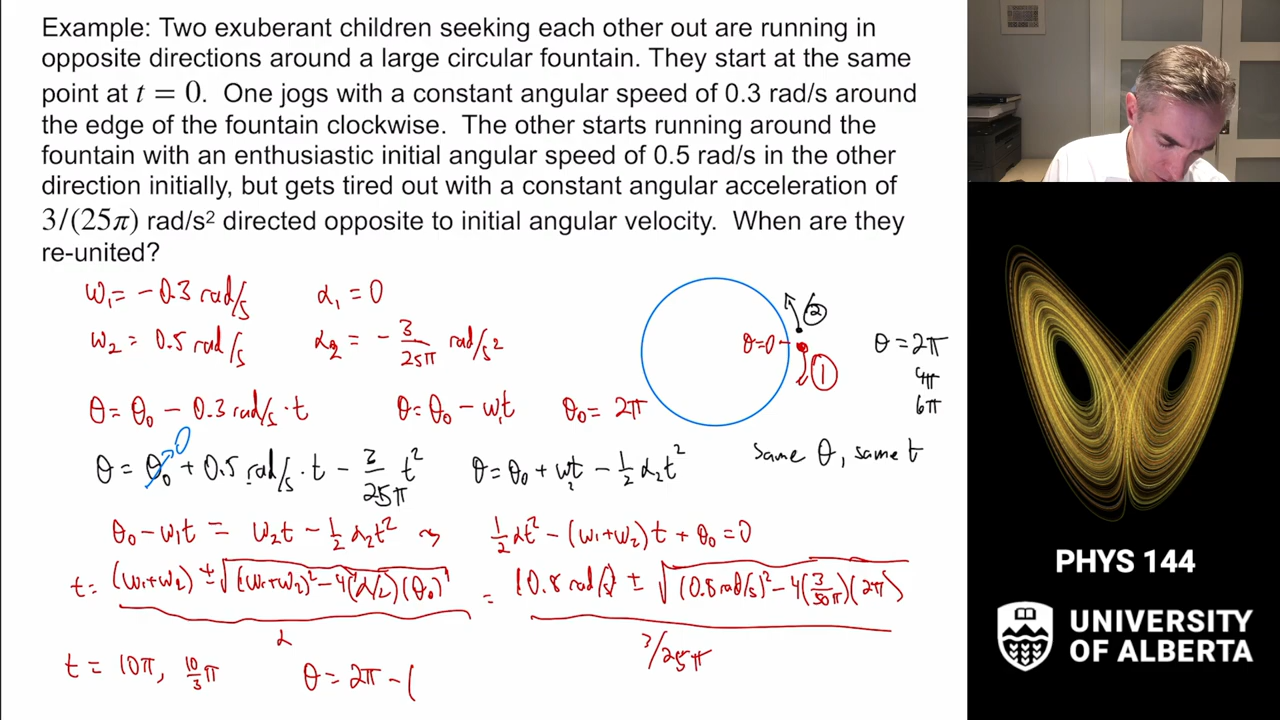 Example: Two exuberant children seeking each other out are running in
opposite directions around a large circular fountain. They start at the same
point at t = 0. One jogs with a constant angular speed of 0.3 rad/s around
the edge of the fountain clockwise. The other starts running around the
fountain with an enthusiastic initial angular speed of 0.5 rad/s in the other
direction initially, but gets tired out with a constant angular acceleration of
3/(25π) rad/s² directed opposite to initial angular velocity. When are they
re-united?
ω₁ = −0.3 rad/s α₁ = 0
ω₂ = 0.5 rad/s α₂ = − 3/25π rad/s²
θ=0 ② ①
θ = 2π
4π
6π
θ = θ₀ − 0.3 rad/s · t θ = θ₀ − ω₁t θ₀ = 2π
θ = θ₀ 0 + 0.5 rad/s · t − 3/25π t² θ = θ₀ + ω₂t − ½ α₂t²
same θ, same t
θ₀ − ω₁t = ω₂t − ½ α₂t² ⇝ ½ αt² − (ω₁+ω₂)t + θ₀ = 0
t = (ω₁+ω₂) ± √((ω₁+ω₂)² − 4(α/2)(θ₀)) / α = (0.8 rad/s) ± √((0.8 rad/s)² − 4(3/50π)(2π)) / 3/25π
t = 10π, 10/3 π θ = 2π − (
PHYS 144
UNIVERSITY
OF ALBERTA